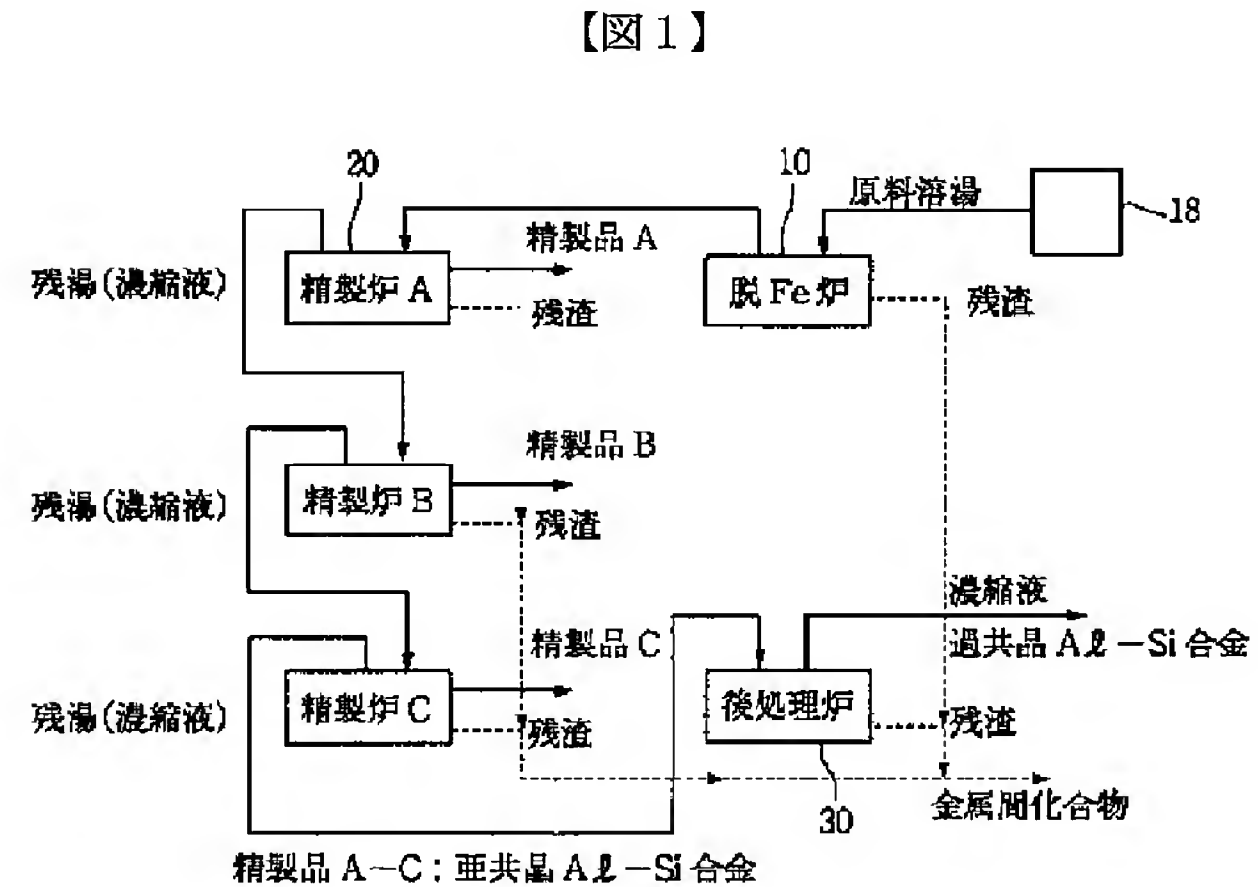 【図１】
20
10
原料溶湯
18
精製品 A
残湯(濃縮液)
精製炉 A
残渣
脱 Fe 炉
残渣
精製品 B
残湯(濃縮液)
精製炉 B
残渣
濃縮液
精製品 C
過共晶 Aℓ－Si 合金
残湯(濃縮液)
精製炉 C
残渣
後処理炉
残渣
30
金属間化合物
精製品 A－C：亜共晶 Aℓ－Si 合金